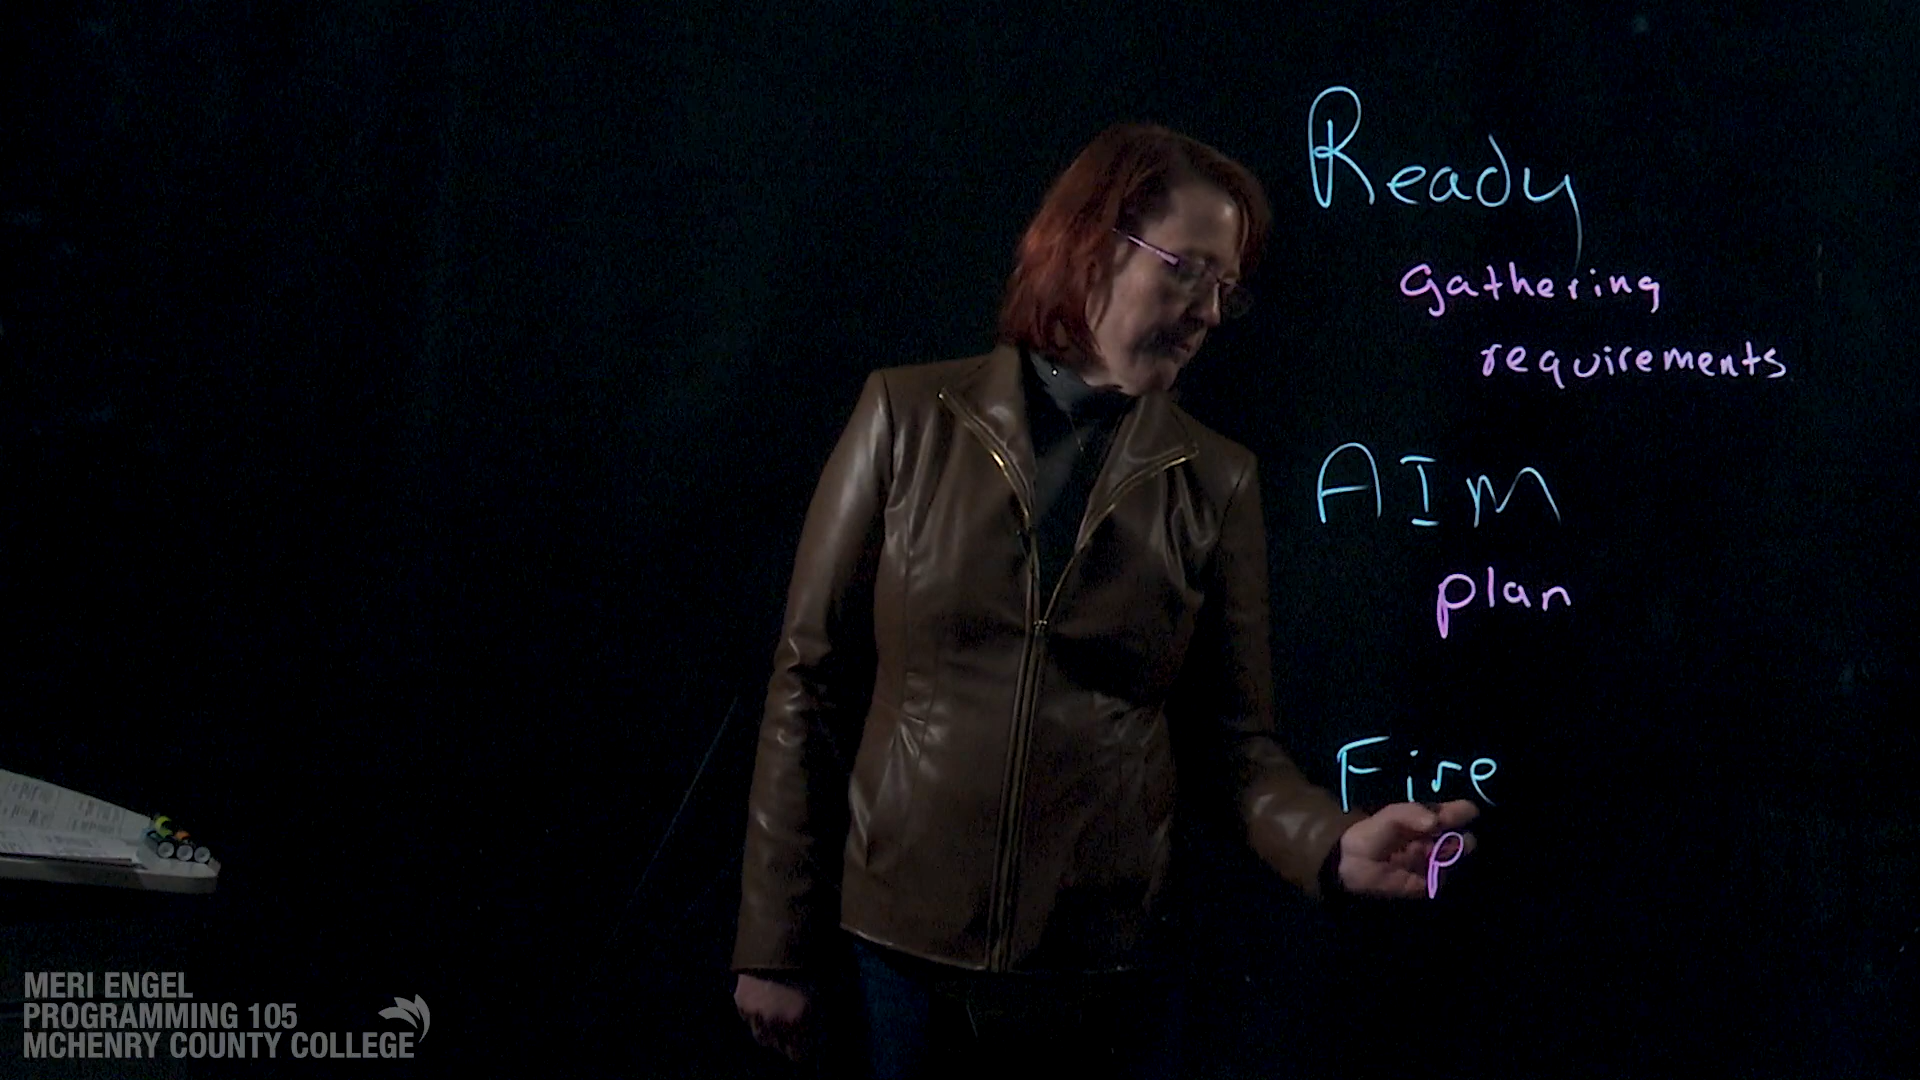 Ready
gathering
requirements
AIM
plan
Fire
P
MERI ENGEL
PROGRAMMING 105
MCHENRY COUNTY COLLEGE